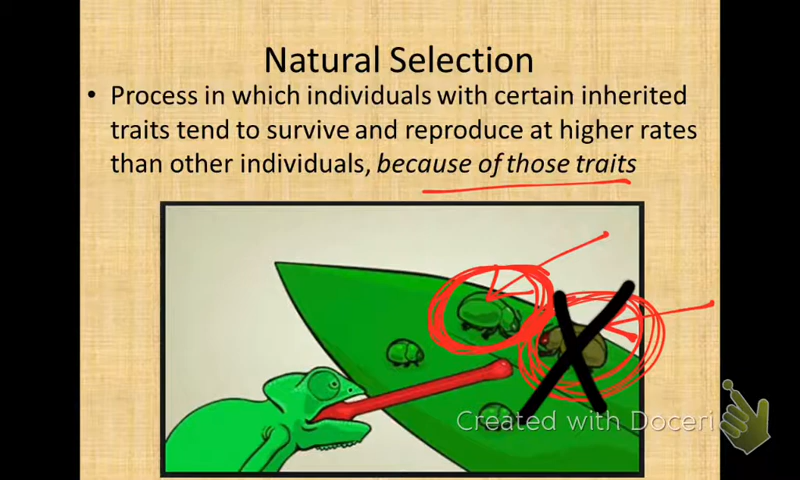 Natural Selection
• Process in which individuals with certain inherited
traits tend to survive and reproduce at higher rates
than other individuals, because of those traits
Created with Doceri